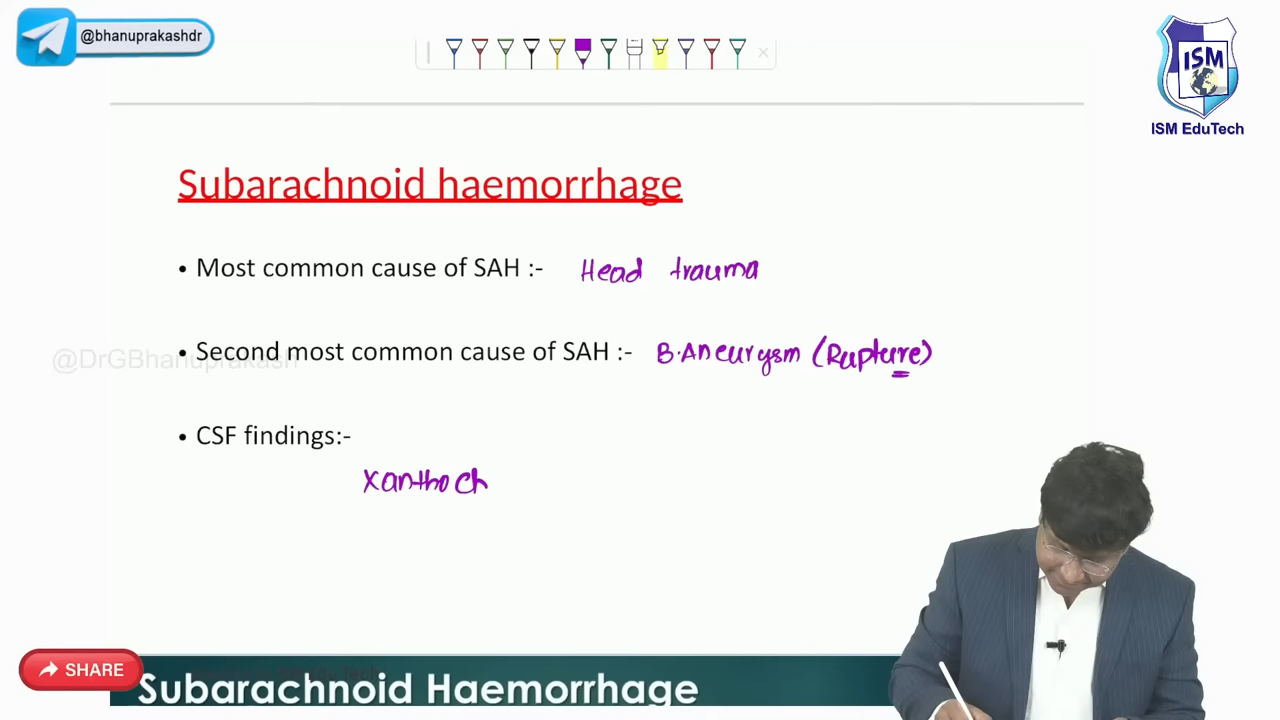 @bhanuprakashdr
ISM
ISM EduTech
Subarachnoid haemorrhage
• Most common cause of SAH :- Head trauma
@DrGBhanuprakash
• Second most common cause of SAH :- B.Aneurysm (Rupture)
• CSF findings:-
Xanthoch
SHARE
Subarachnoid Haemorrhage